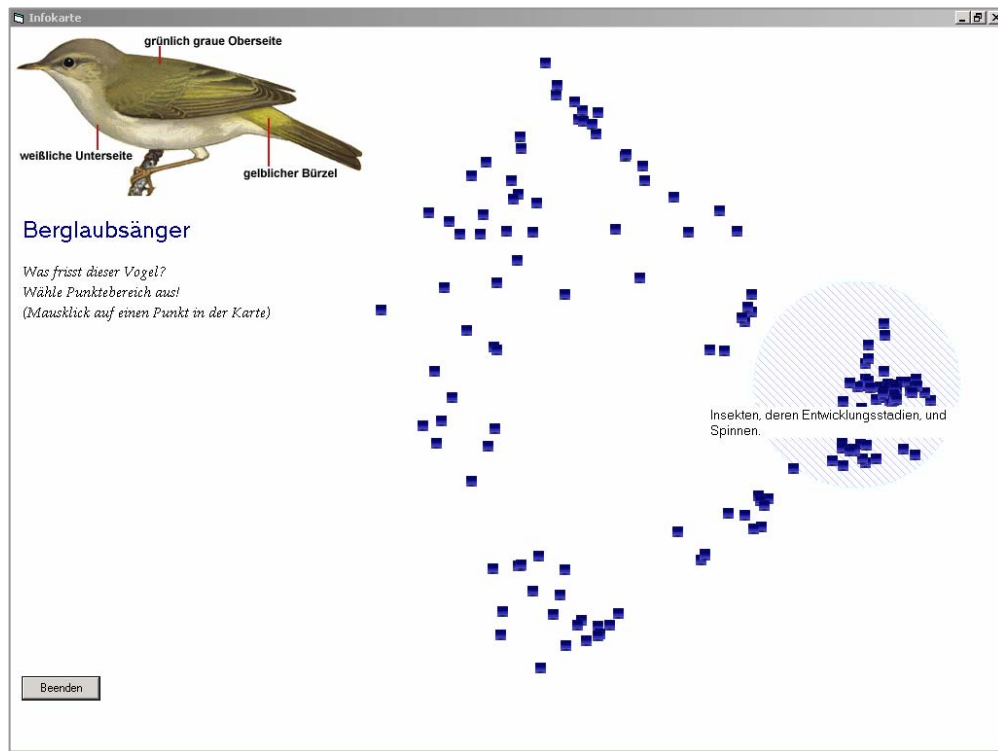 Infokarte
grünlich graue Oberseite
weißliche Unterseite
gelblicher Bürzel
Berglaubsänger
Was frisst dieser Vogel?
Wähle Punktebereich aus!
(Mausklick auf einen Punkt in der Karte)
Insekten, deren Entwicklungsstadien, und
Spinnen.
Beenden